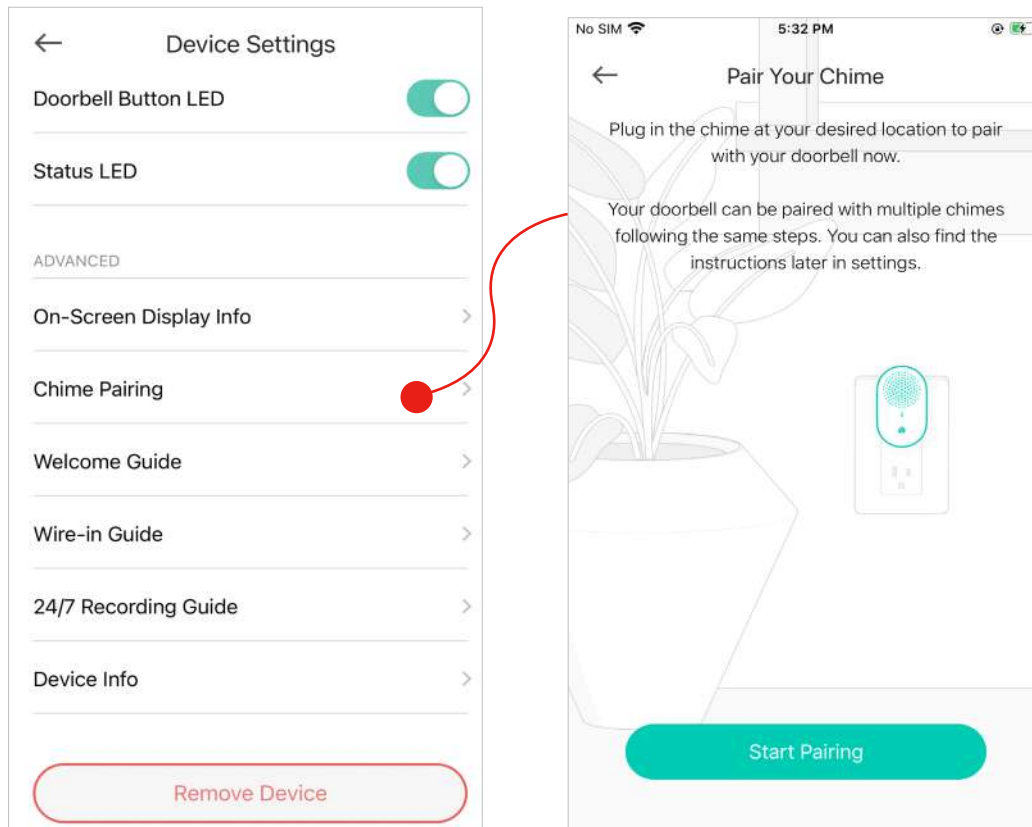 Device Settings
Doorbell Button LED
Status LED
ADVANCED
On-Screen Display Info
Chime Pairing
Welcome Guide
Wire-in Guide
24/7 Recording Guide
Device Info
Remove Device
No SIM 5:32 PM
Pair Your Chime
Plug in the chime at your desired location to pair
with your doorbell now.
Your doorbell can be paired with multiple chimes
following the same steps. You can also find the
instructions later in settings.
Start Pairing